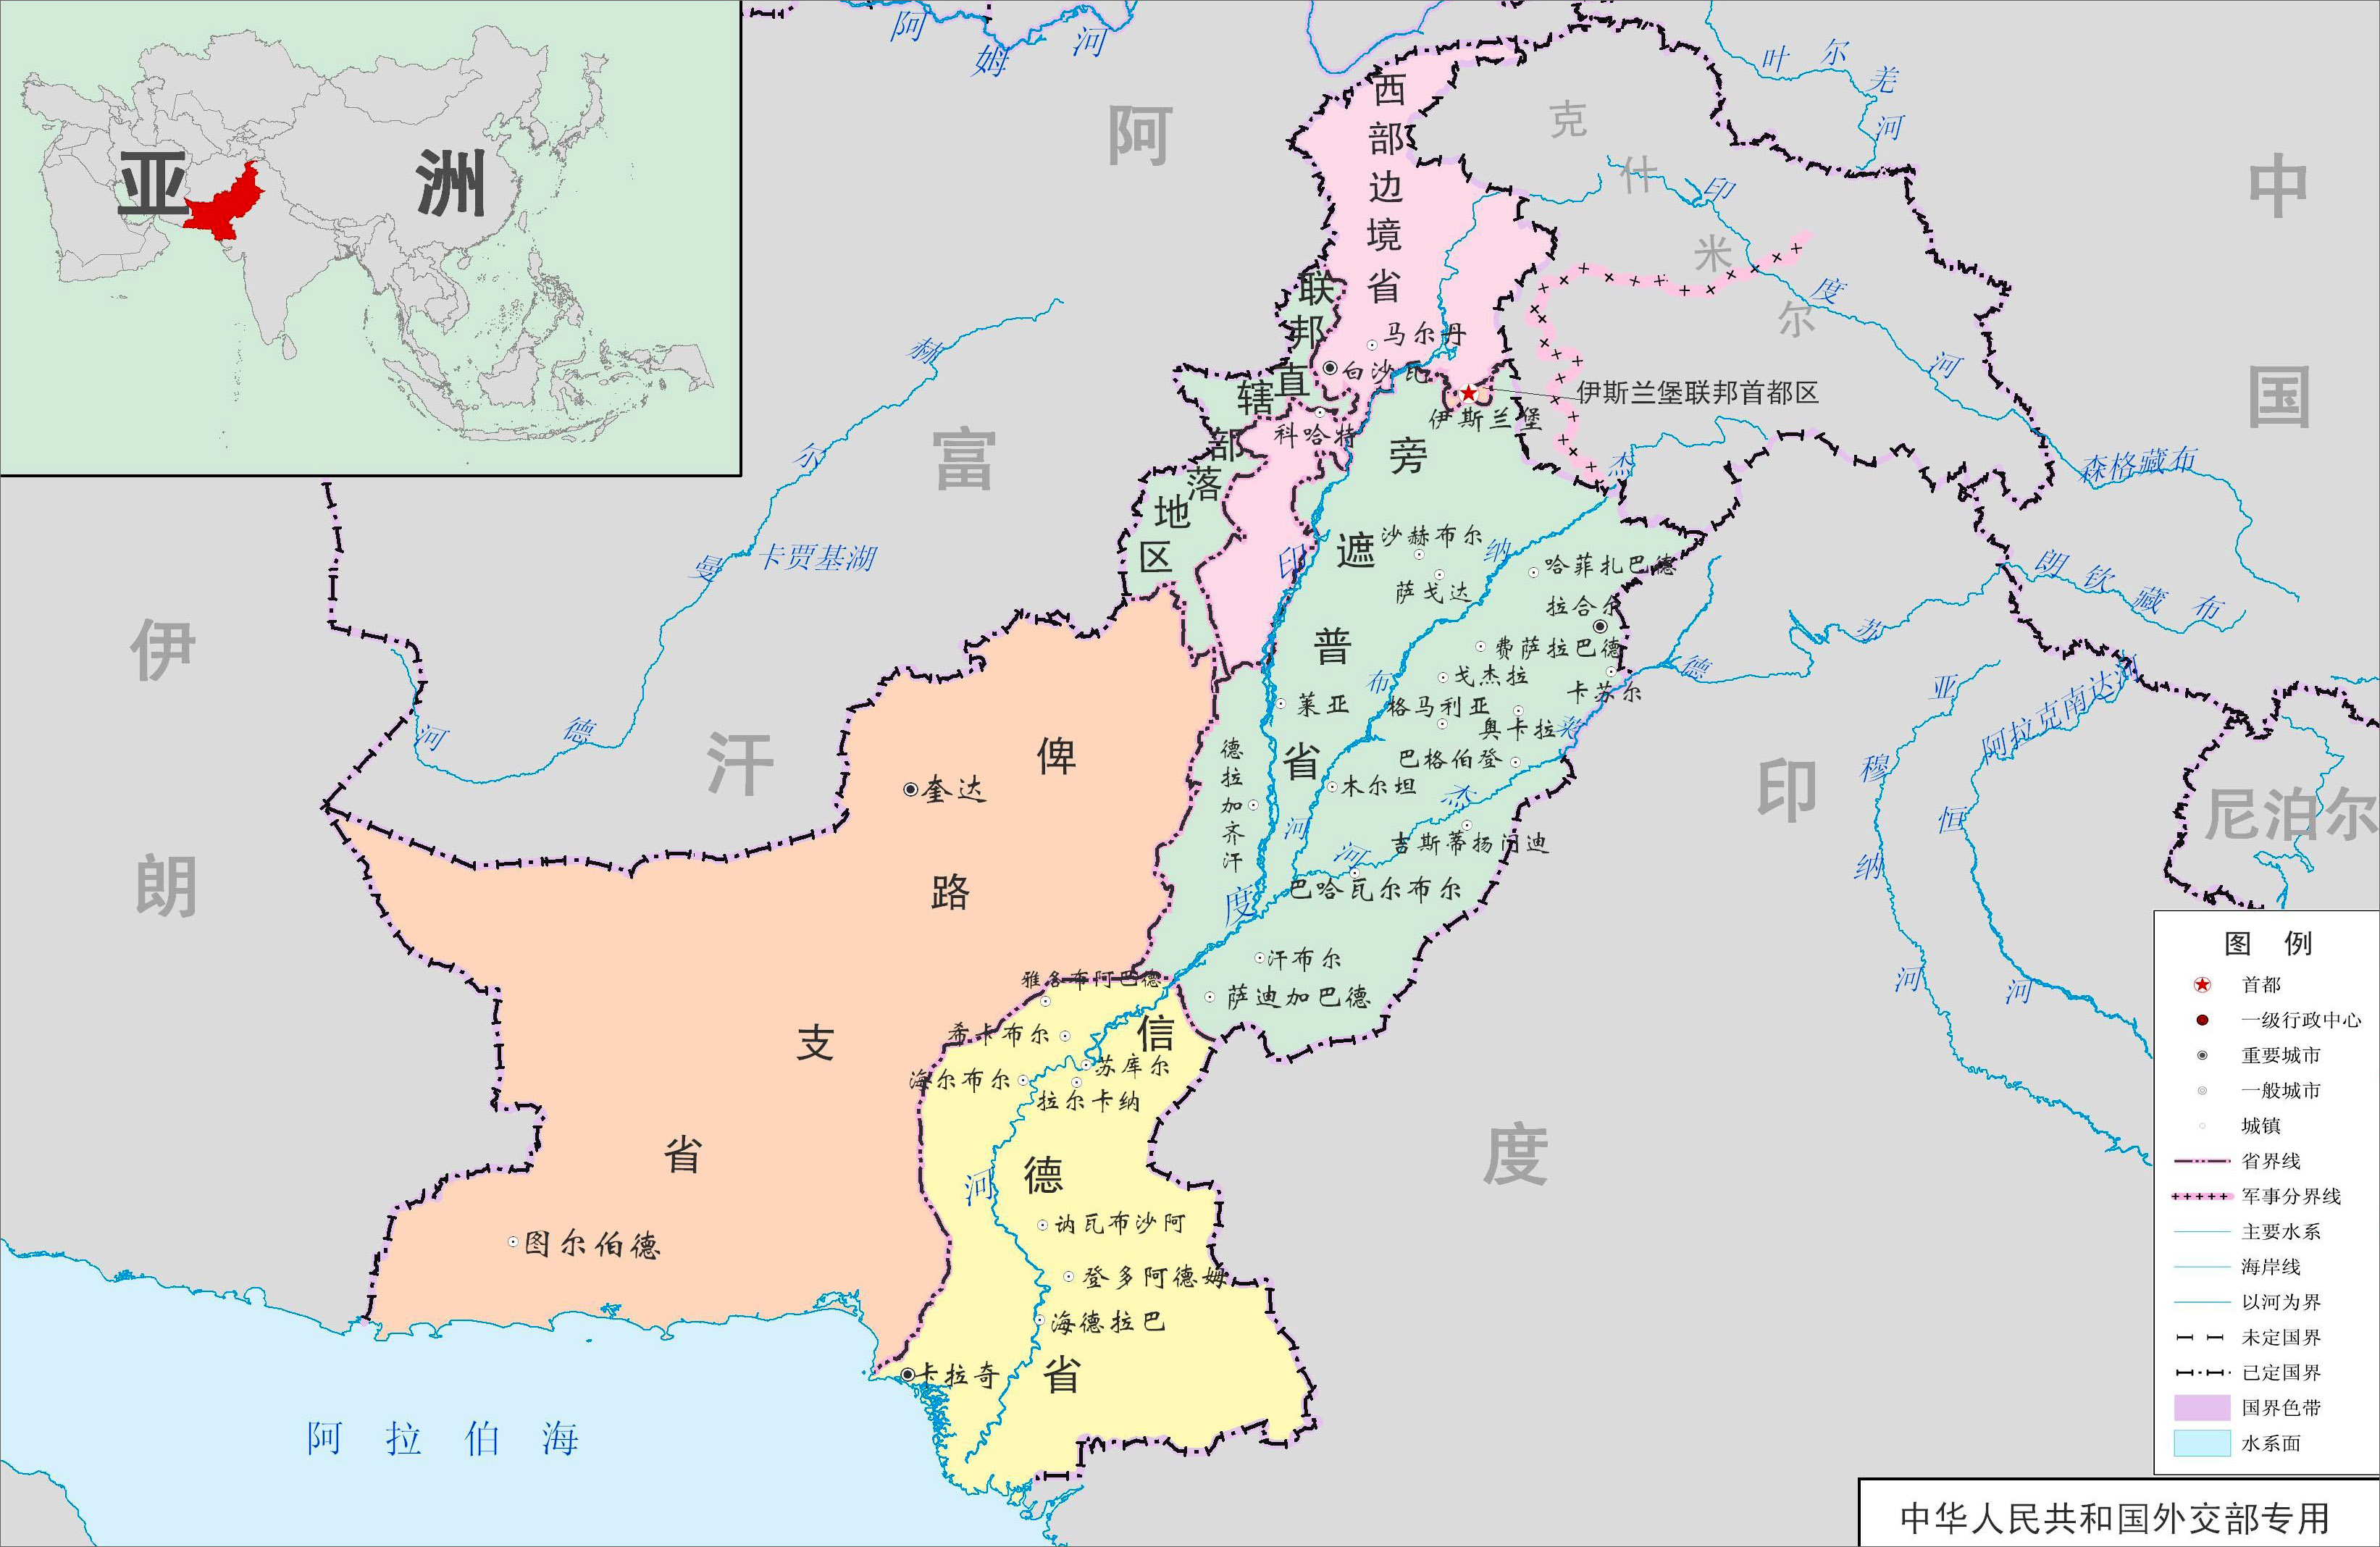 亚洲
阿姆河
叶尔羌河
阿富汗
中国
伊朗
印度
尼泊尔
克什米尔
西部边境省
联邦直辖部落地区
马尔丹
白沙瓦
科哈特
伊斯兰堡
伊斯兰堡联邦首都区
印度河
赫尔曼德河
卡贾基湖
森格藏布
朗钦藏布
旁遮普省
沙赫布尔
萨戈达
哈菲扎巴德
拉合尔
费萨拉巴德
戈杰拉
卡苏尔
莱亚
格马利亚
奥卡拉
巴格伯登
木尔坦
德拉加齐汗
吉斯蒂扬门迪
巴哈瓦尔布尔
汗布尔
萨迪加巴德
杰纳布河
苏
德
杰
河
亚穆纳河
阿拉克南达河
恒河
俾路支省
奎达
图尔伯德
雅各布阿巴德
希卡布尔
海尔布尔
苏库尔
拉尔卡纳
信德省
讷瓦布沙阿
登多阿德姆
海德拉巴
卡拉奇
阿拉伯海
图例
首都
一级行政中心
重要城市
一般城市
城镇
省界线
军事分界线
主要水系
海岸线
以河为界
未定国界
已定国界
国界色带
水系面
中华人民共和国外交部专用